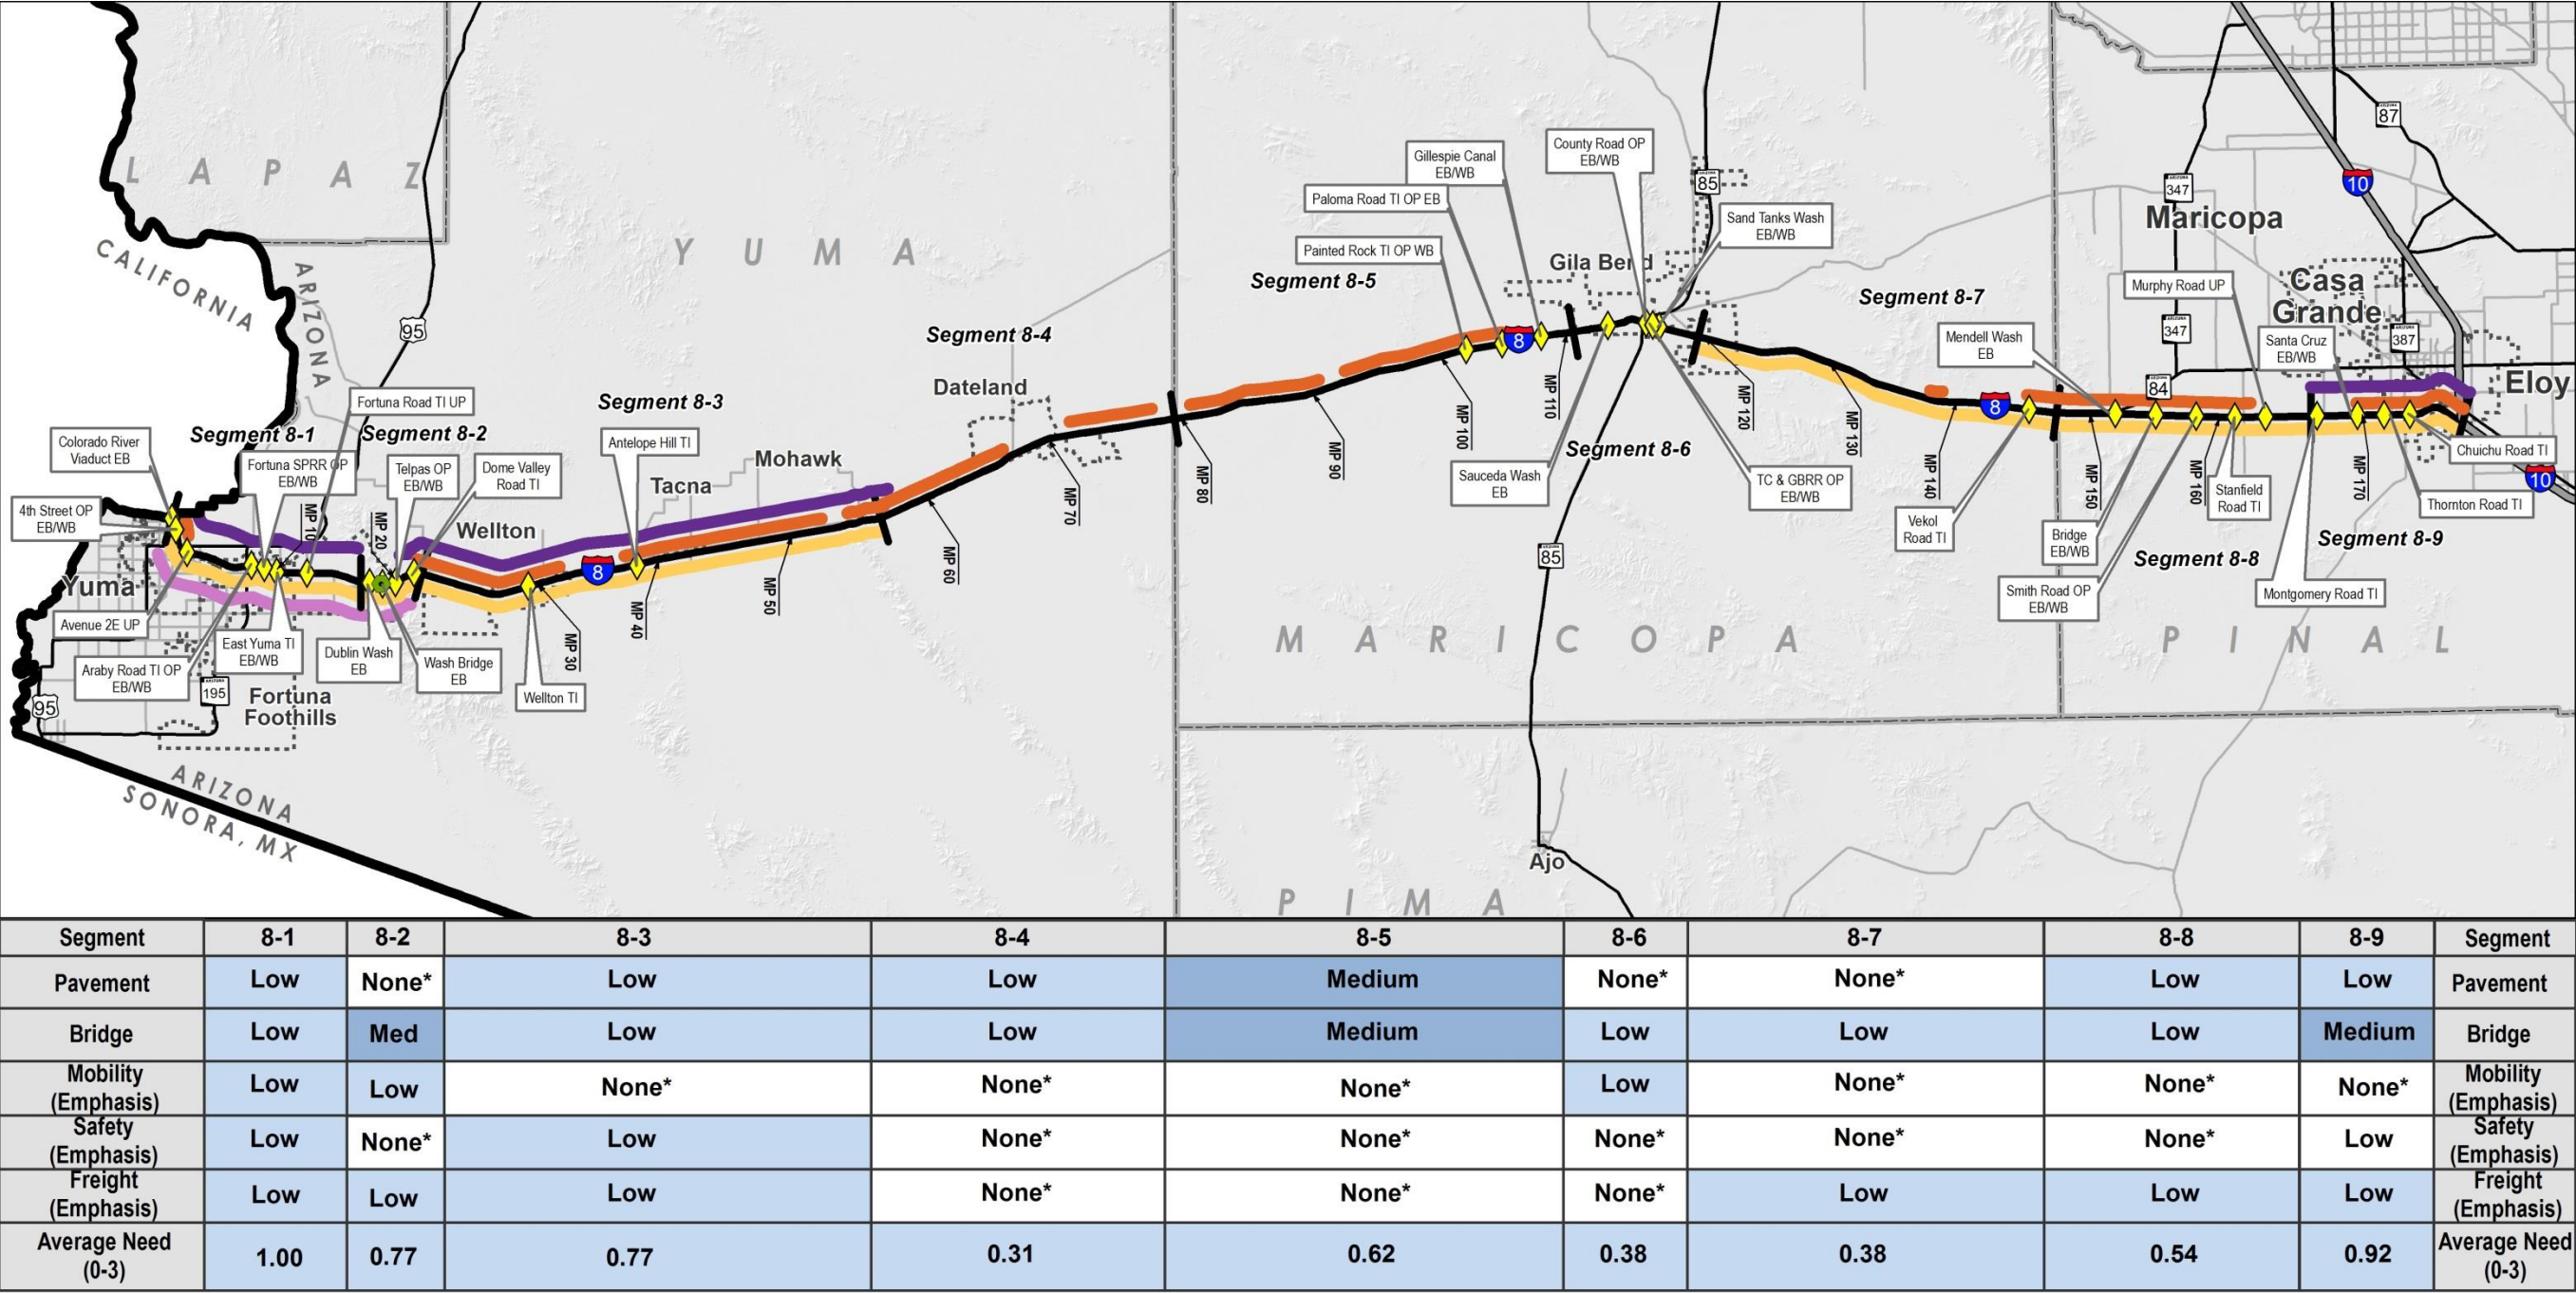 L A P A Z
CALIFORNIA
ARIZONA
95
Y U M A
Segment 8-1
Segment 8-2
Segment 8-3
Segment 8-4
Segment 8-5
Segment 8-6
Segment 8-7
Segment 8-8
Segment 8-9
Colorado River
Viaduct EB
4th Street OP
EB/WB
Fortuna SPRR OP
EB/WB
Fortuna Road TI UP
Telpas OP
EB/WB
Dome Valley
Road TI
Antelope Hill TI
Avenue 2E UP
Araby Road TI OP
EB/WB
East Yuma TI
EB/WB
Dublin Wash
EB
Wash Bridge
EB
Wellton TI
Yuma
Fortuna
Foothills
Wellton
Tacna
Mohawk
Dateland
95
ARIZONA
195
8
MP 10
MP 20
MP 30
MP 40
MP 50
MP 60
MP 70
MP 80
MP 90
MP 100
MP 110
MP 120
MP 130
MP 140
MP 150
MP 160
MP 170
ARIZONA
SONORA, MX
Painted Rock TI OP WB
Paloma Road TI OP EB
Gillespie Canal
EB/WB
County Road OP
EB/WB
Sand Tanks Wash
EB/WB
Gila Bend
8
ARIZONA
85
Sauceda Wash
EB
TC & GBRR OP
EB/WB
ARIZONA
85
Ajo
M A R I C O P A
P I M A
P I N A L
8
Mendell Wash
EB
Vekol
Road TI
Bridge
EB/WB
Smith Road OP
EB/WB
Stanfield
Road TI
Murphy Road UP
Santa Cruz
EB/WB
Montgomery Road TI
Thornton Road TI
Chuichu Road TI
Maricopa
Casa
Grande
Eloy
ARIZONA
347
ARIZONA
347
ARIZONA
84
ARIZONA
387
ARIZONA
87
10
10
Segment 8-1 8-2 8-3 8-4 8-5 8-6 8-7 8-8 8-9 Segment
Pavement Low None* Low Low Medium None* None* Low Low Pavement
Bridge Low Med Low Low Medium Low Low Low Medium Bridge
Mobility
(Emphasis) Low Low None* None* None* Low None* None* None* Mobility
(Emphasis)
Safety
(Emphasis) Low None* Low None* None* None* None* None* Low Safety
(Emphasis)
Freight
(Emphasis) Low Low Low None* None* None* Low Low Low Freight
(Emphasis)
Average Need
(0-3) 1.00 0.77 0.77 0.31 0.62 0.38 0.38 0.54 0.92 Average Need
(0-3)